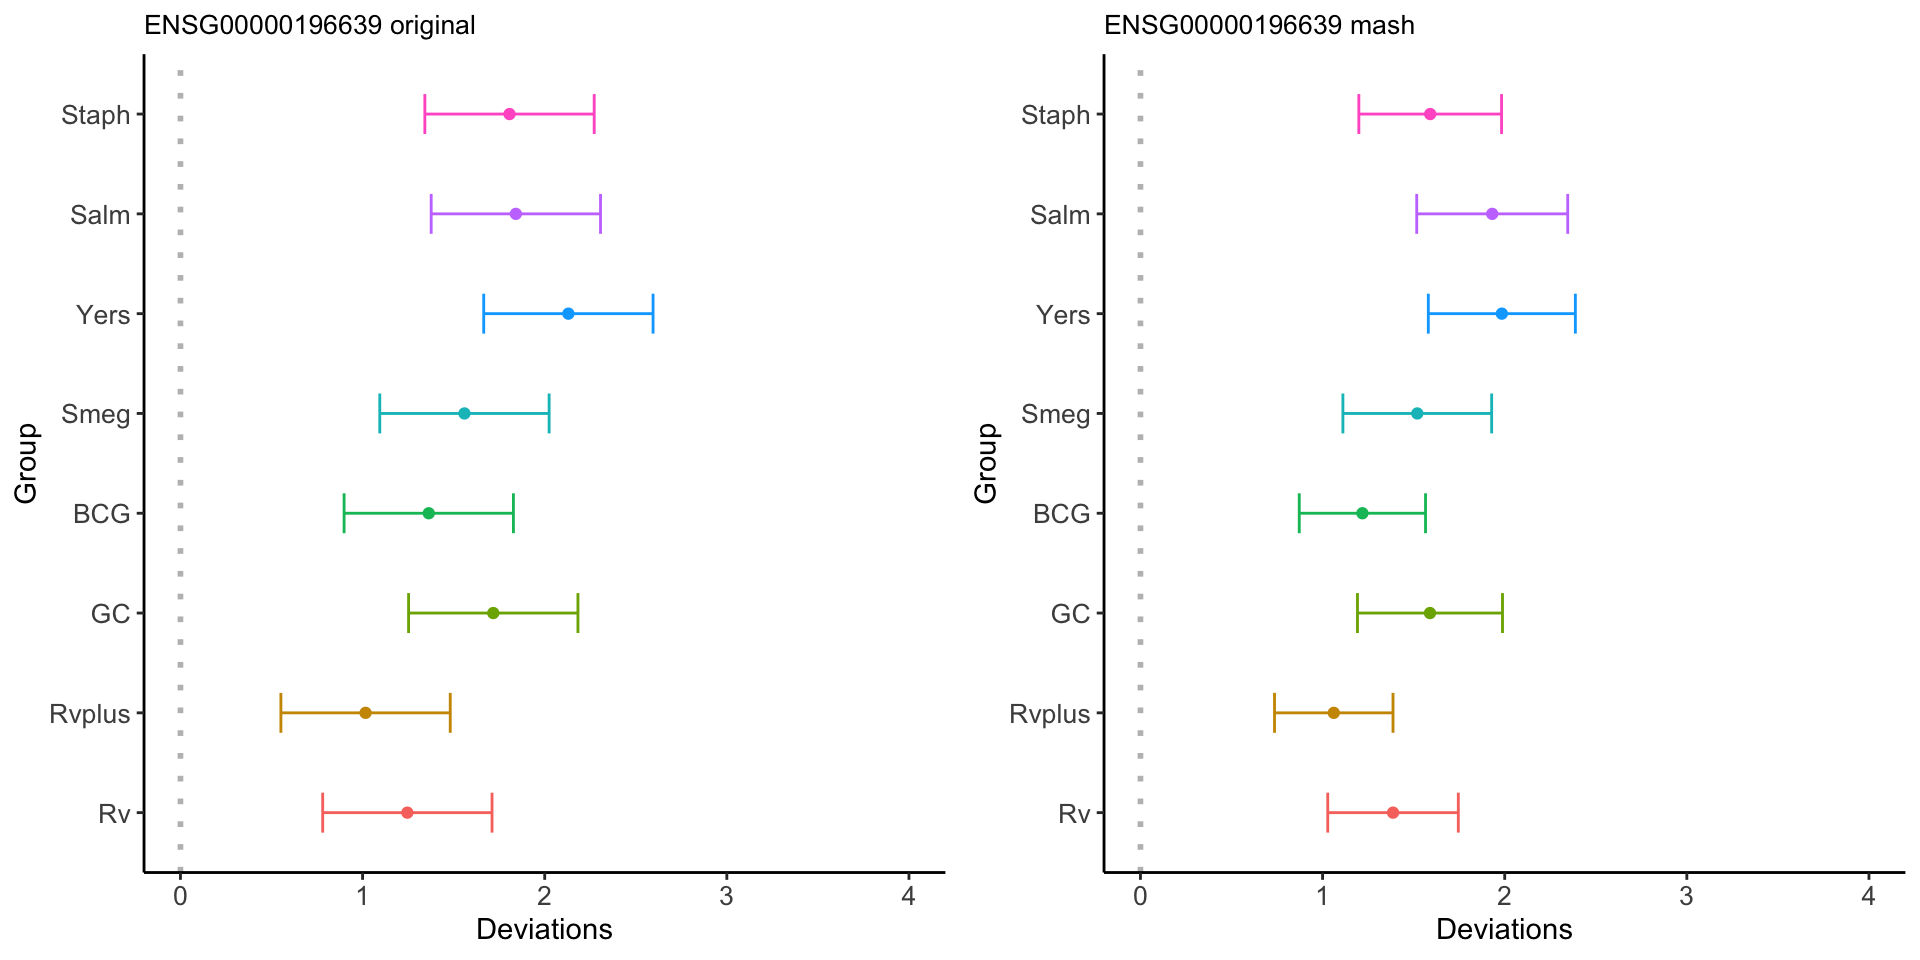 ENSG00000196639 original
Staph
Salm
Yers
Smeg
BCG
GC
Rvplus
Rv
Group
0 1 2 3 4
Deviations
ENSG00000196639 mash
Staph
Salm
Yers
Smeg
BCG
GC
Rvplus
Rv
Group
0 1 2 3 4
Deviations